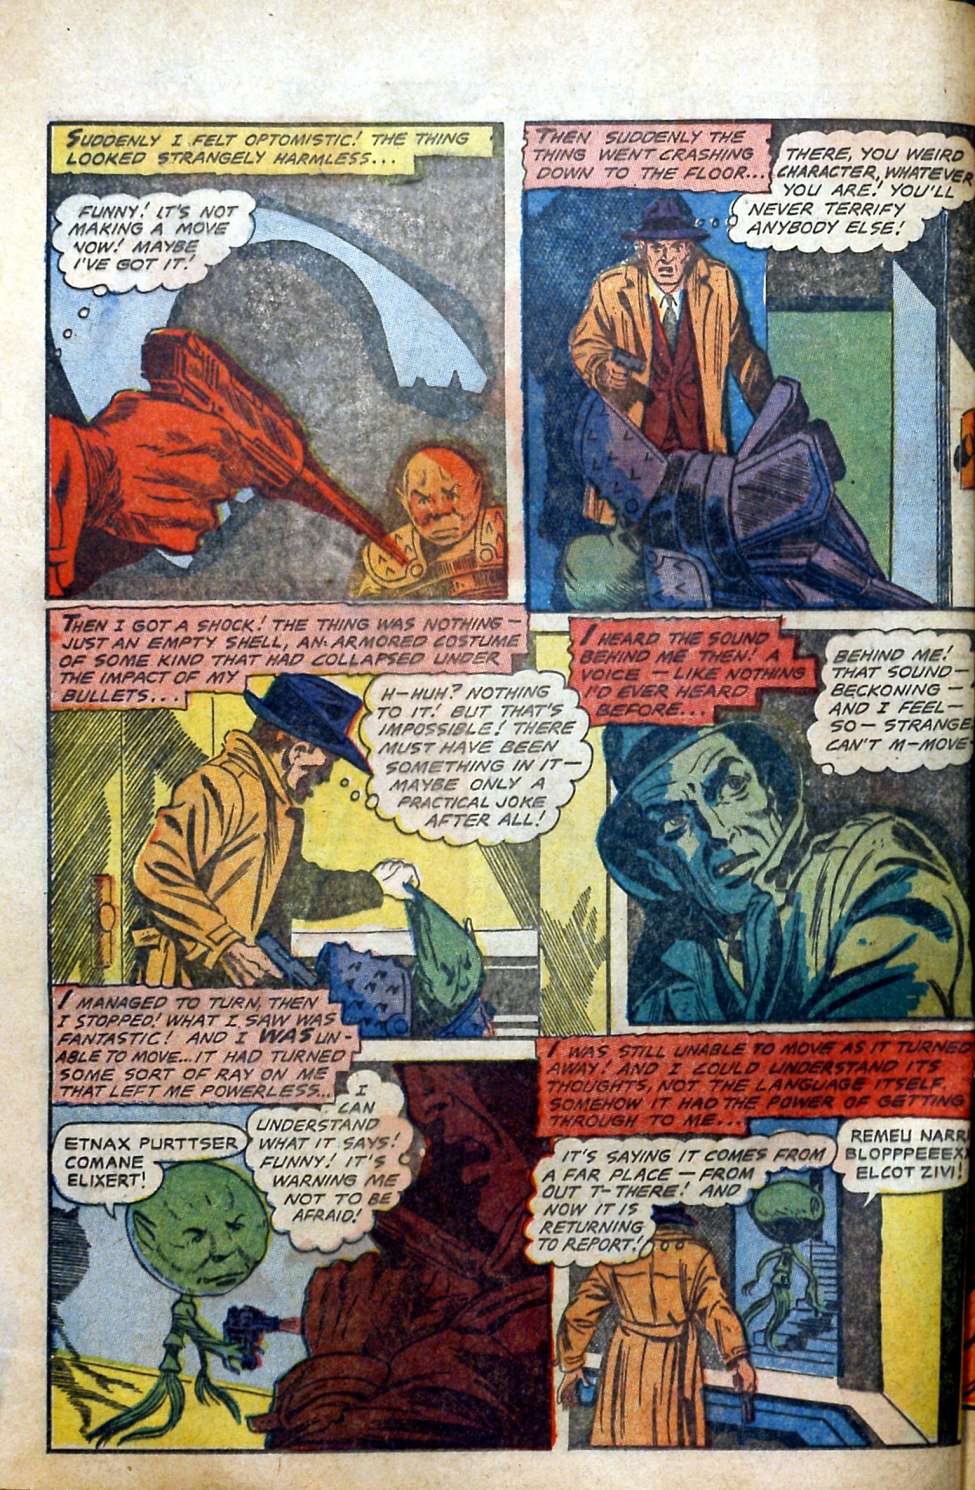 SUDDENLY I FELT OPTOMISTIC! THE THING
LOOKED STRANGELY HARMLESS...
FUNNY! IT'S NOT
MAKING A MOVE
NOW! MAYBE
I'VE GOT IT!
THEN SUDDENLY THE
THING WENT CRASHING
DOWN TO THE FLOOR...
THERE, YOU WEIRD
CHARACTER, WHATEVER
YOU ARE! YOU'LL
NEVER TERRIFY
ANYBODY ELSE!
THEN I GOT A SHOCK! THE THING WAS NOTHING—
JUST AN EMPTY SHELL, AN ARMORED COSTUME
OF SOME KIND THAT HAD COLLAPSED UNDER
THE IMPACT OF MY
BULLETS...
H-HUH? NOTHING
TO IT! BUT THAT'S
IMPOSSIBLE! THERE
MUST HAVE BEEN
SOMETHING IN IT—
MAYBE ONLY A
PRACTICAL JOKE
AFTER ALL!
I HEARD THE SOUND
BEHIND ME THEN! A
VOICE—LIKE NOTHING
I'D EVER HEARD
BEFORE...
BEHIND ME!
THAT SOUND—
BECKONING—
AND I FEEL—
SO—STRANGE
CAN'T M-MOVE
I MANAGED TO TURN, THEN
I STOPPED! WHAT I SAW WAS
FANTASTIC! AND I WAS UN-
ABLE TO MOVE...IT HAD TURNED
SOME SORT OF RAY ON ME
THAT LEFT ME POWERLESS...
ETNAX PURTTSER
COMANE
ELIXERT!
I
CAN
UNDERSTAND
WHAT IT SAYS!
FUNNY! IT'S
WARNING ME
NOT TO BE
AFRAID!
I WAS STILL UNABLE TO MOVE AS IT TURNED
AWAY! AND I COULD UNDERSTAND ITS
THOUGHTS, NOT THE LANGUAGE ITSELF.
SOMEHOW IT HAD THE POWER OF GETTING
THROUGH TO ME...
IT'S SAYING IT COMES FROM
A FAR PLACE—FROM
OUT T-THERE! AND
NOW IT IS
RETURNING
TO REPORT!
REMEU NARR
BLOPPPEEEX
ELCOT ZIVI!